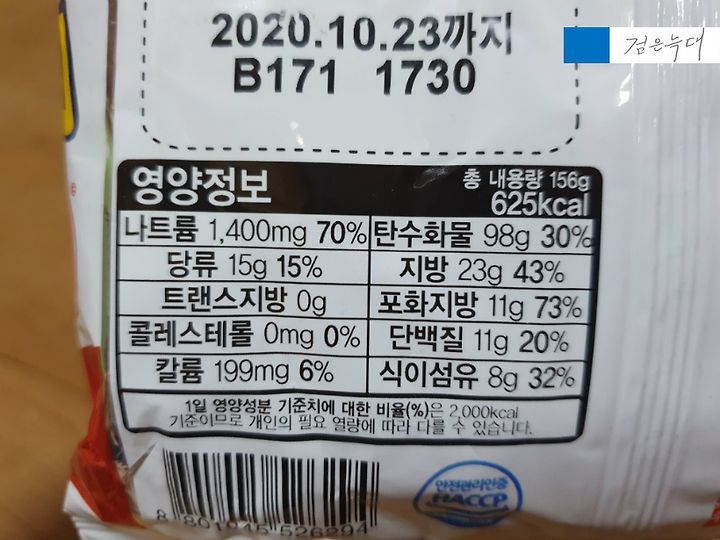 2020.10.23까지
B171 1730
검은늑대
영양정보 총 내용량 156g
625kcal
나트륨 1,400mg 70% 탄수화물 98g 30%
당류 15g 15% 지방 23g 43%
트랜스지방 0g 포화지방 11g 73%
콜레스테롤 0mg 0% 단백질 11g 20%
칼륨 199mg 6% 식이섬유 8g 32%
1일 영양성분 기준치에 대한 비율(%)은 2,000kcal
기준이므로 개인의 필요 열량에 따라 다를 수 있습니다.
안전관리인증
HACCP
8 801045 526294